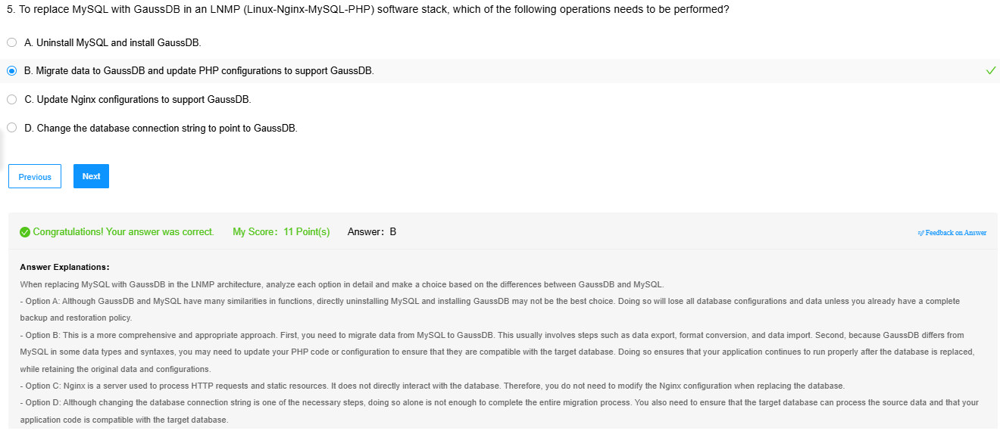 5. To replace MySQL with GaussDB in an LNMP (Linux-Nginx-MySQL-PHP) software stack, which of the following operations needs to be performed?
A. Uninstall MySQL and install GaussDB.
B. Migrate data to GaussDB and update PHP configurations to support GaussDB.
C. Update Nginx configurations to support GaussDB.
D. Change the database connection string to point to GaussDB.
Previous Next
Congratulations! Your answer was correct. My Score: 11 Point(s) Answer: B Feedback on Answer
Answer Explanations:
When replacing MySQL with GaussDB in the LNMP architecture, analyze each option in detail and make a choice based on the differences between GaussDB and MySQL.
- Option A: Although GaussDB and MySQL have many similarities in functions, directly uninstalling MySQL and installing GaussDB may not be the best choice. Doing so will lose all database configurations and data unless you already have a complete
backup and restoration policy.
- Option B: This is a more comprehensive and appropriate approach. First, you need to migrate data from MySQL to GaussDB. This usually involves steps such as data export, format conversion, and data import. Second, because GaussDB differs from
MySQL in some data types and syntaxes, you may need to update your PHP code or configuration to ensure that they are compatible with the target database. Doing so ensures that your application continues to run properly after the database is replaced,
while retaining the original data and configurations.
- Option C: Nginx is a server used to process HTTP requests and static resources. It does not directly interact with the database. Therefore, you do not need to modify the Nginx configuration when replacing the database.
- Option D: Although changing the database connection string is one of the necessary steps, doing so alone is not enough to complete the entire migration process. You also need to ensure that the target database can process the source data and that your
application code is compatible with the target database.